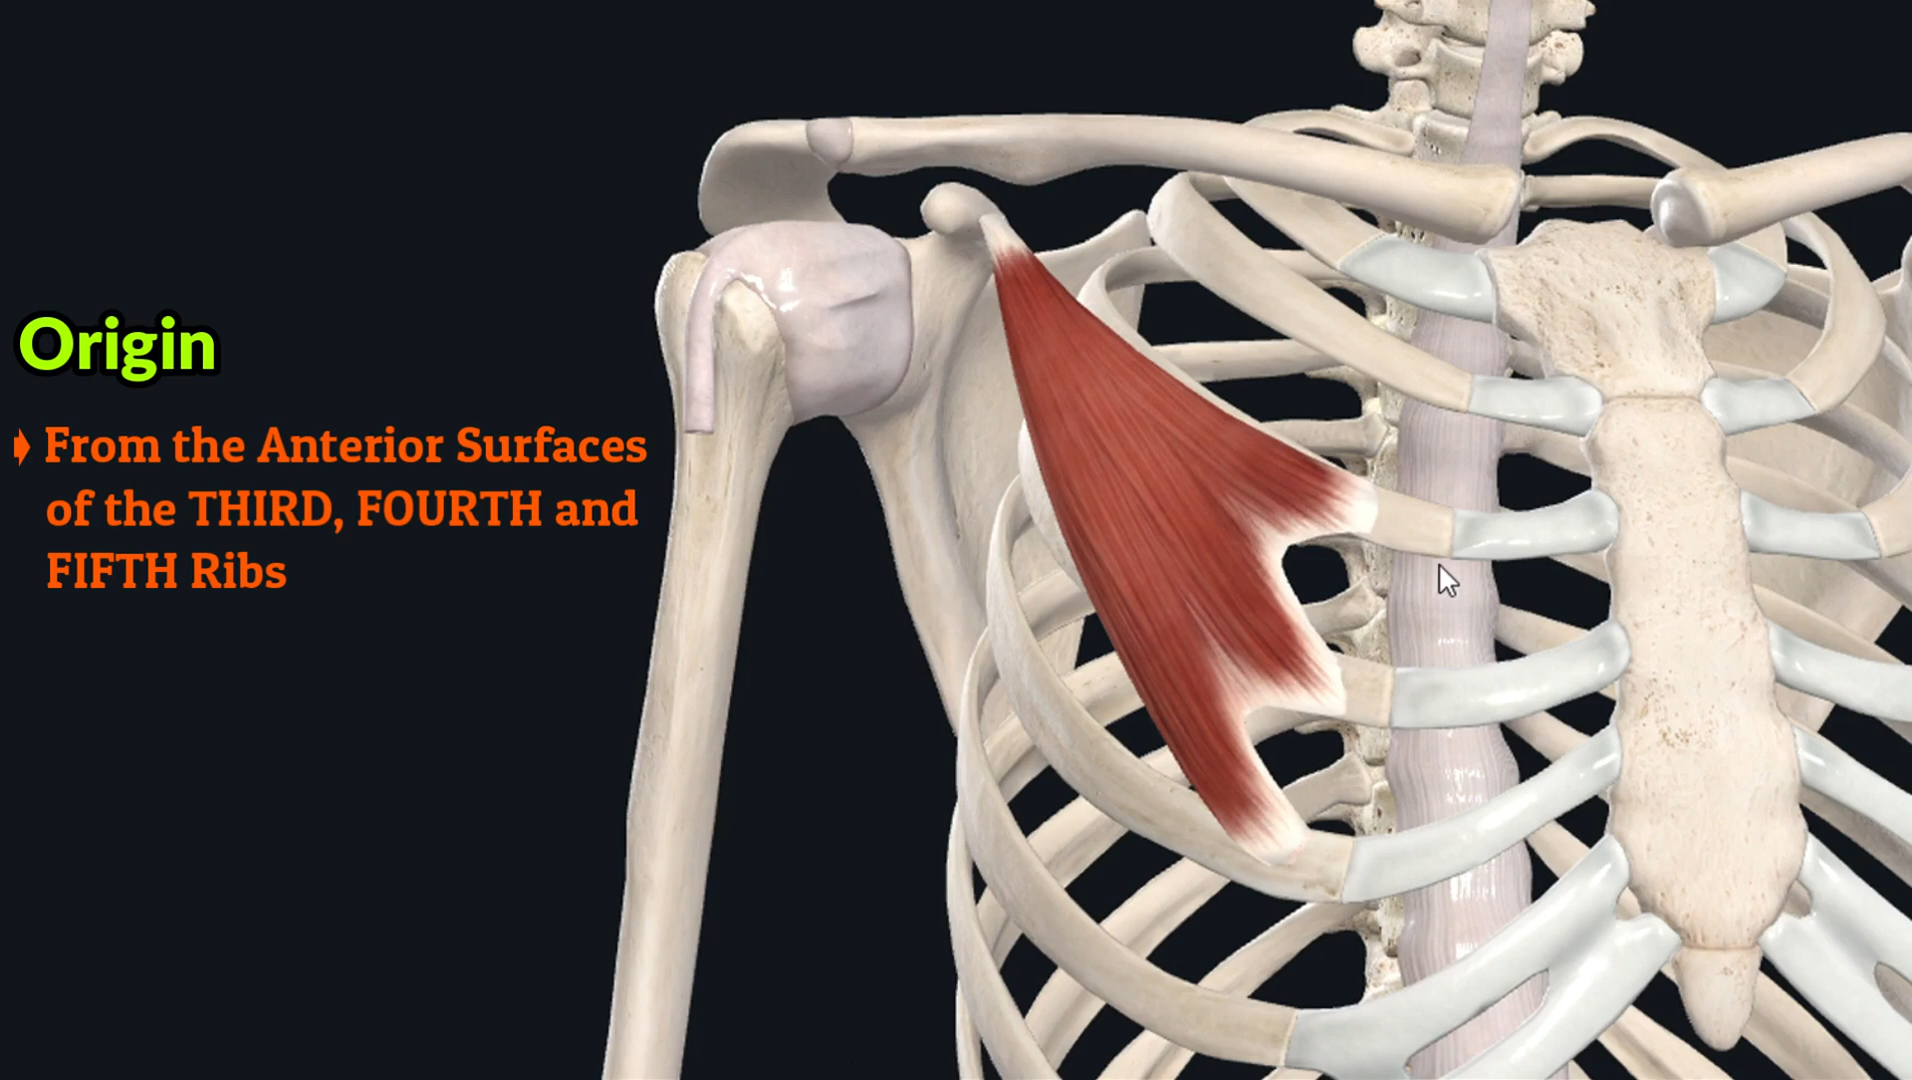 Origin
From the Anterior Surfaces
of the THIRD, FOURTH and
FIFTH Ribs